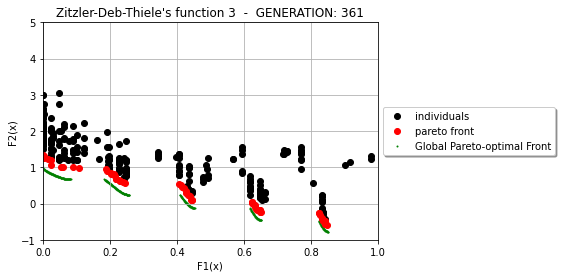 Zitzler-Deb-Thiele's function 3 - GENERATION: 361
5
4
3
2
1
0
−1
F2(x)
0.0 0.2 0.4 0.6 0.8 1.0
F1(x)
individuals
pareto front
Global Pareto-optimal Front